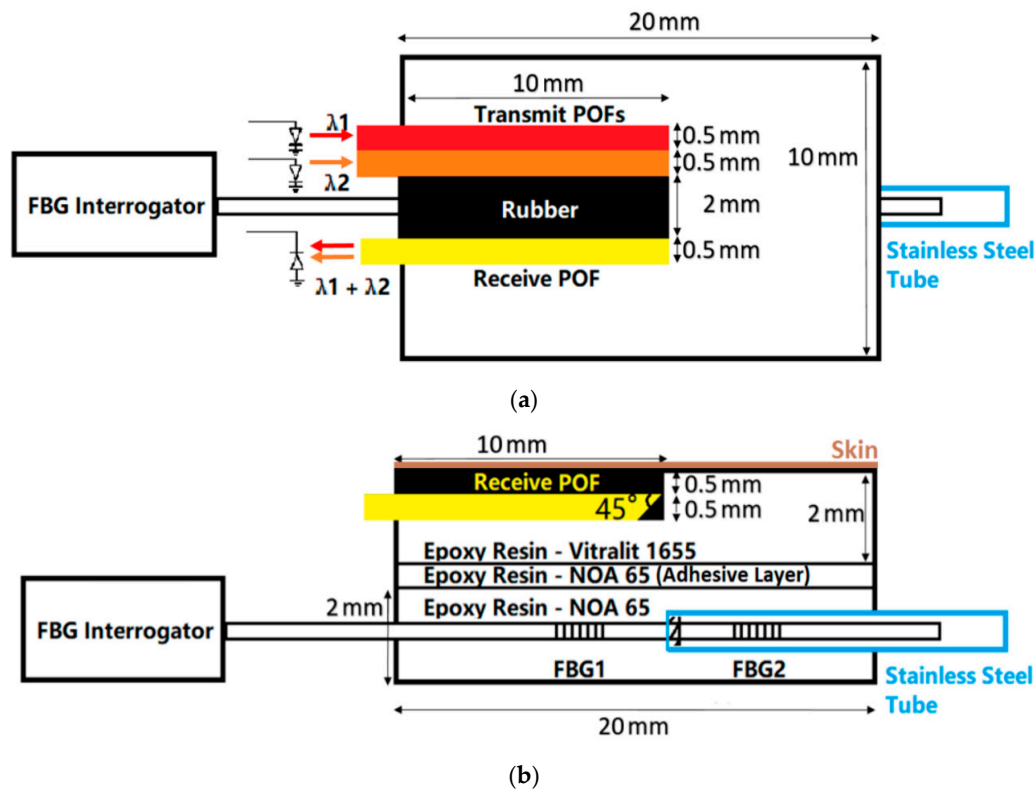 (a)
20 mm
10 mm
Transmit POFs
λ1
0.5 mm
0.5 mm
λ2
10 mm
FBG Interrogator
Rubber
2 mm
0.5 mm
Receive POF
λ1 + λ2
Stainless Steel
Tube
(a)
10 mm
Skin
Receive POF
0.5 mm
45°
0.5 mm
2 mm
Epoxy Resin - Vitralit 1655
Epoxy Resin - NOA 65 (Adhesive Layer)
2 mm
Epoxy Resin - NOA 65
FBG Interrogator
FBG1
FBG2
Stainless Steel
Tube
20 mm
(b)